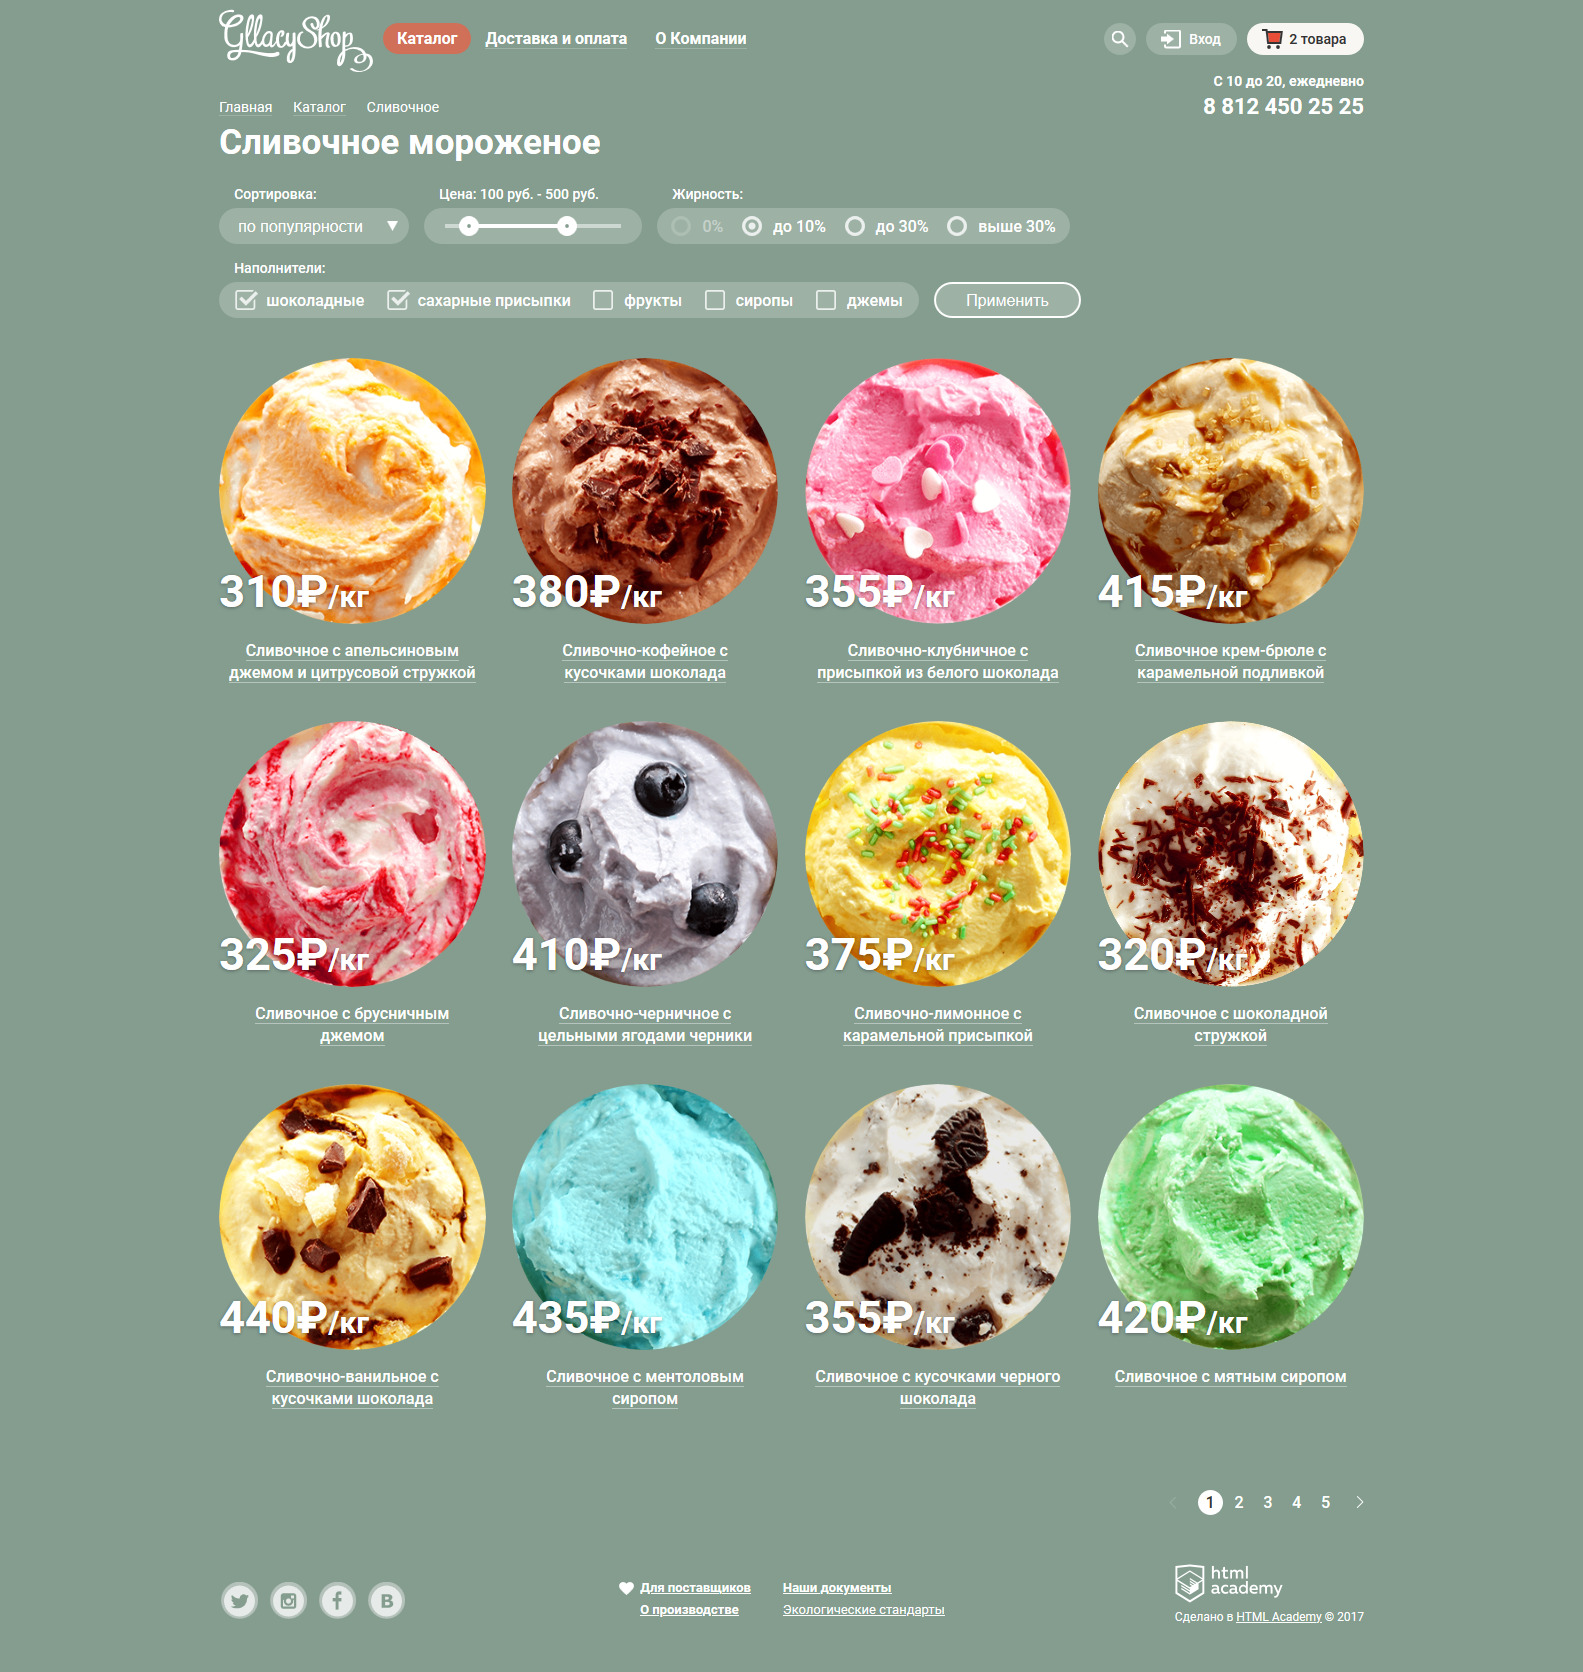 GllacyShop
Каталог Доставка и оплата О Компании
Вход 2 товара
С 10 до 20, ежедневно
8 812 450 25 25
Главная Каталог Сливочное
Сливочное мороженое
Сортировка: Цена: 100 руб. - 500 руб. Жирность:
по популярности 0% до 10% до 30% выше 30%
Наполнители:
шоколадные сахарные присыпки фрукты сиропы джемы Применить
310₽/кг 380₽/кг 355₽/кг 415₽/кг
Сливочное с апельсиновым Сливочно-кофейное с Сливочно-клубничное с Сливочное крем-брюле с
джемом и цитрусовой стружкой кусочками шоколада присыпкой из белого шоколада карамельной подливкой
325₽/кг 410₽/кг 375₽/кг 320₽/кг
Сливочное с брусничным Сливочно-черничное с Сливочно-лимонное с Сливочное с шоколадной
джемом цельными ягодами черники карамельной присыпкой стружкой
440₽/кг 435₽/кг 355₽/кг 420₽/кг
Сливочно-ванильное с Сливочное с ментоловым Сливочное с кусочками черного Сливочное с мятным сиропом
кусочками шоколада сиропом шоколада
1 2 3 4 5
html
academy
Для поставщиков Наши документы
О производстве Экологические стандарты
В
Сделано в HTML Academy © 2017